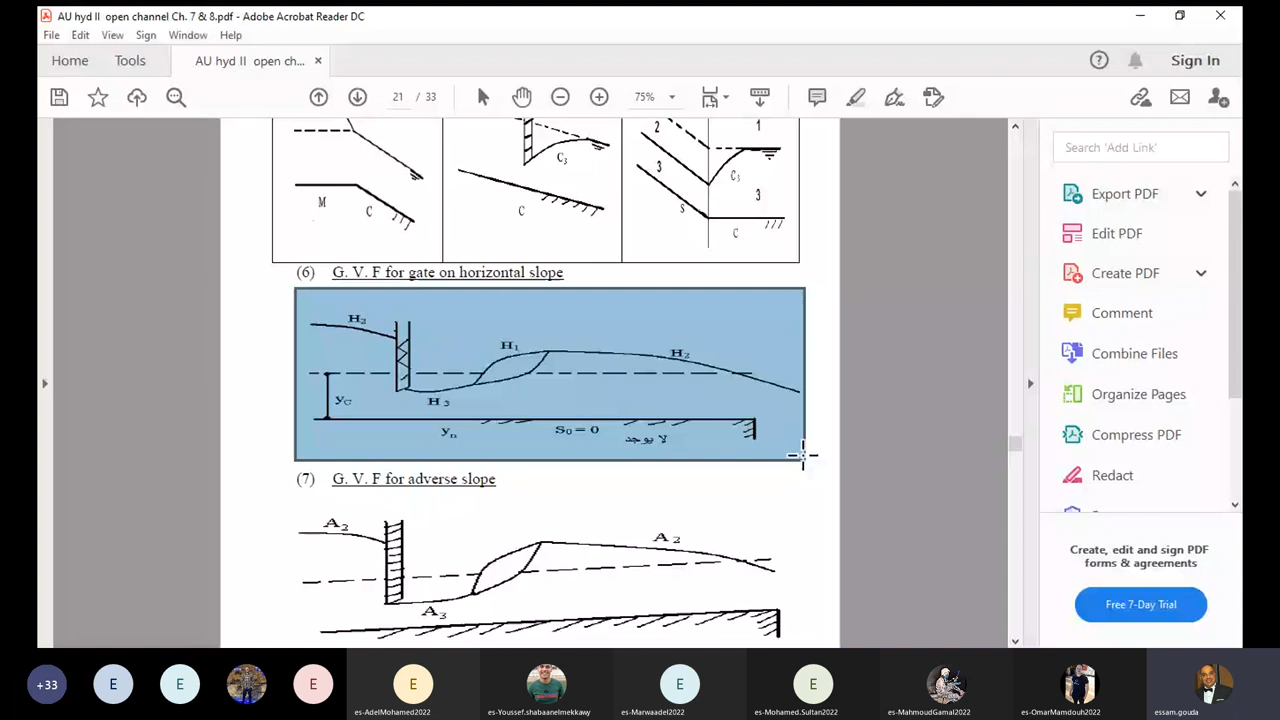 AU hyd II open channel Ch. 7 & 8.pdf - Adobe Acrobat Reader DC
File Edit View Sign Window Help
Home Tools AU hyd II open ch... × Sign In
21 / 33 75%
Search 'Add Link'
Export PDF
Edit PDF
Create PDF
Comment
Combine Files
Organize Pages
Compress PDF
Redact
Create, edit and sign PDF
forms & agreements
Free 7-Day Trial
C3 2 1
3 C3
M C C S 3
C
(6) G. V. F for gate on horizontal slope
H2 H1 H2
yc H3
yn S0 = 0 لا يوجد
(7) G. V. F for adverse slope
A2 A2
A3
+33 E E E E E E
es-AdelMohamed2022 es-Youssef.shabaanelmekkawy es-Marwaadel2022 es-Mohamed.Sultan2022 es-MahmoudGamal2022 es-OmarMamdouh2022 essam.gouda